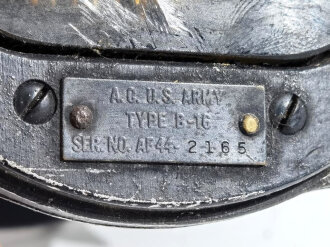 A.C. U.S. ARMY
TYPE B-16
SER. NO. AF44- 2165